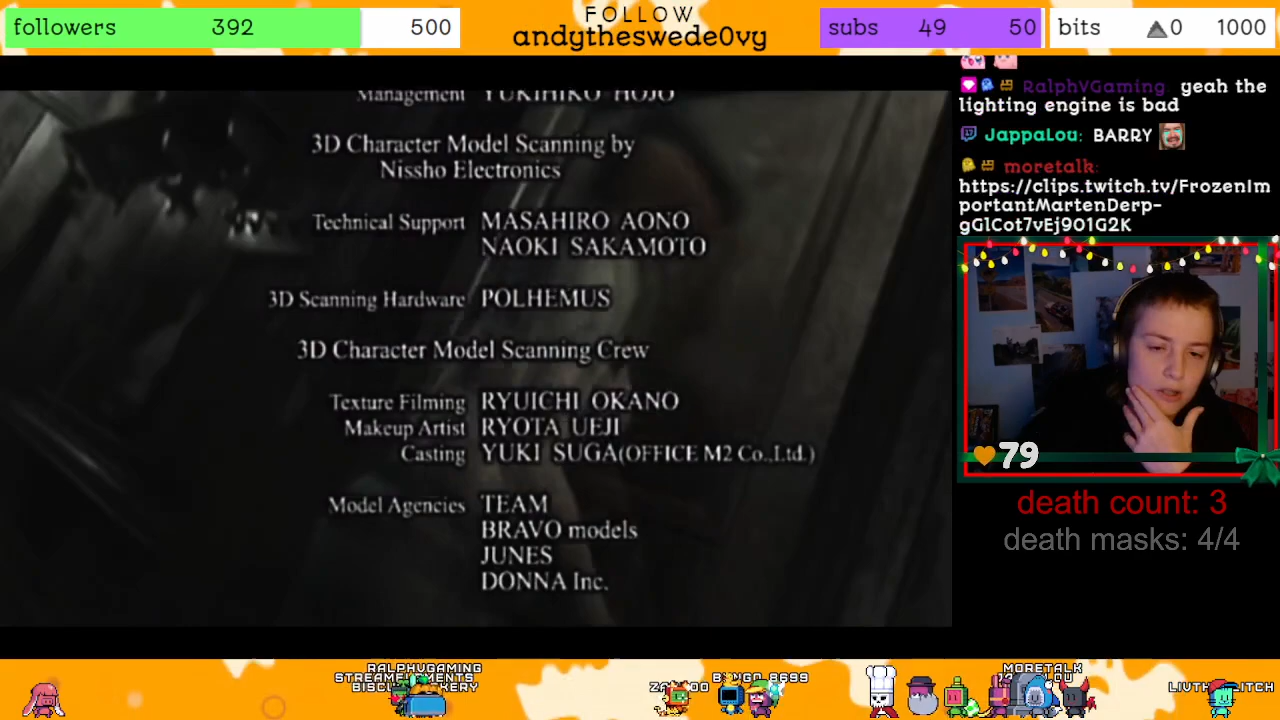 followers 392 500
FOLLOW
andytheswede0vy
subs 49 50
bits 0 1000
Management YUKIHIKO HOJO
3D Character Model Scanning by
Nissho Electronics
Technical Support MASAHIRO AONO
NAOKI SAKAMOTO
3D Scanning Hardware POLHEMUS
3D Character Model Scanning Crew
Texture Filming RYUICHI OKANO
Makeup Artist RYOTA UEJI
Casting YUKI SUGA(OFFICE M2 Co.,Ltd.)
Model Agencies TEAM
BRAVO models
JUNES
DONNA Inc.
RalphVGaming: yeah the
lighting engine is bad
JappaLou: BARRY
moretalk:
https://clips.twitch.tv/FrozenIm
portantMartenDerp-
gGlCot7vEj901G2K
79
death count: 3
death masks: 4/4
RALPHVGAMING
MORETALK